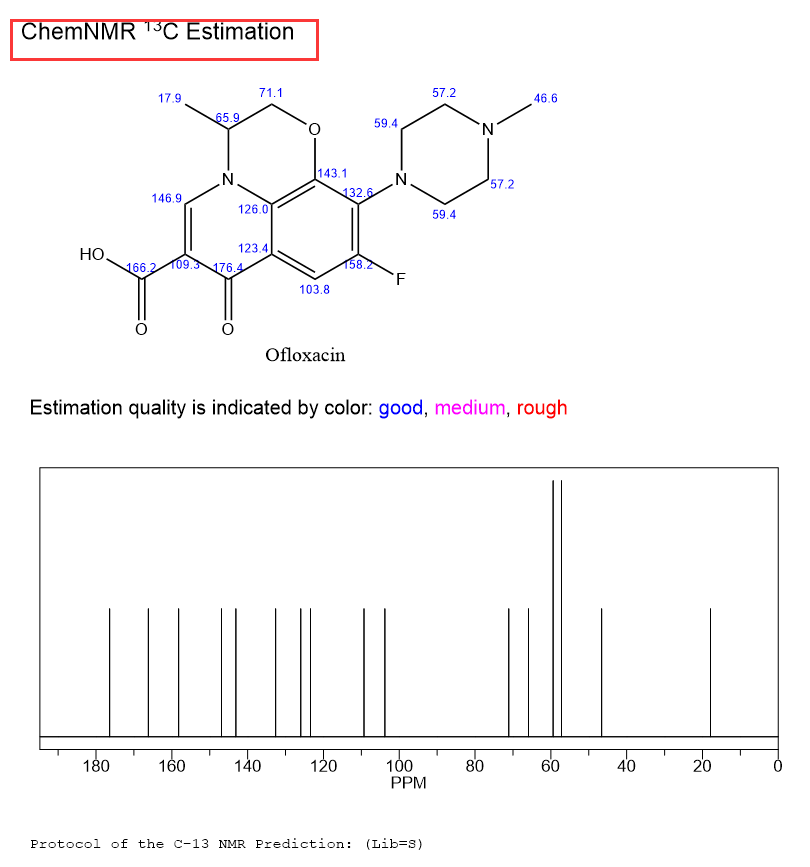 ChemNMR ¹³C Estimation
71.1
57.2
17.9
46.6
65.9
59.4
O
N
N
N
143.1
57.2
132.6
146.9
126.0
59.4
123.4
HO
166.2
109.3
176.4
158.2
F
103.8
O
O
Ofloxacin
Estimation quality is indicated by color: good, medium, rough
180 160 140 120 100 80 60 40 20 0
PPM
Protocol of the C-13 NMR Prediction: (Lib=S)